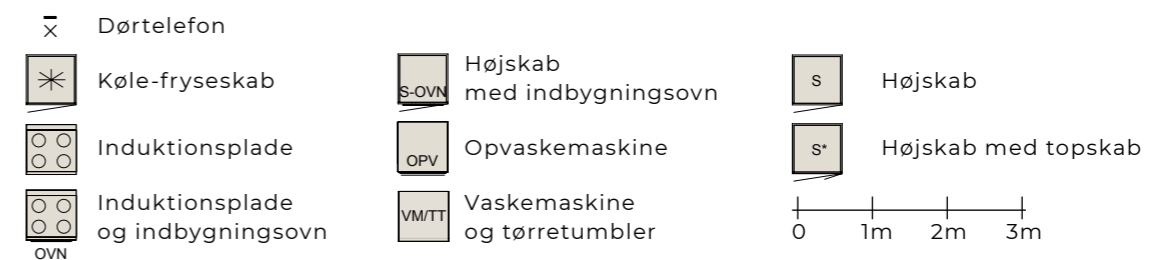 Dørtelefon
Køle-fryseskab
Induktionsplade
Induktionsplade
og indbygningsovn
OVN
S-OVN
Højskab
med indbygningsovn
OPV
Opvaskemaskine
VM/TT
Vaskemaskine
og tørretumbler
S
Højskab
S*
Højskab med topskab
0 1m 2m 3m